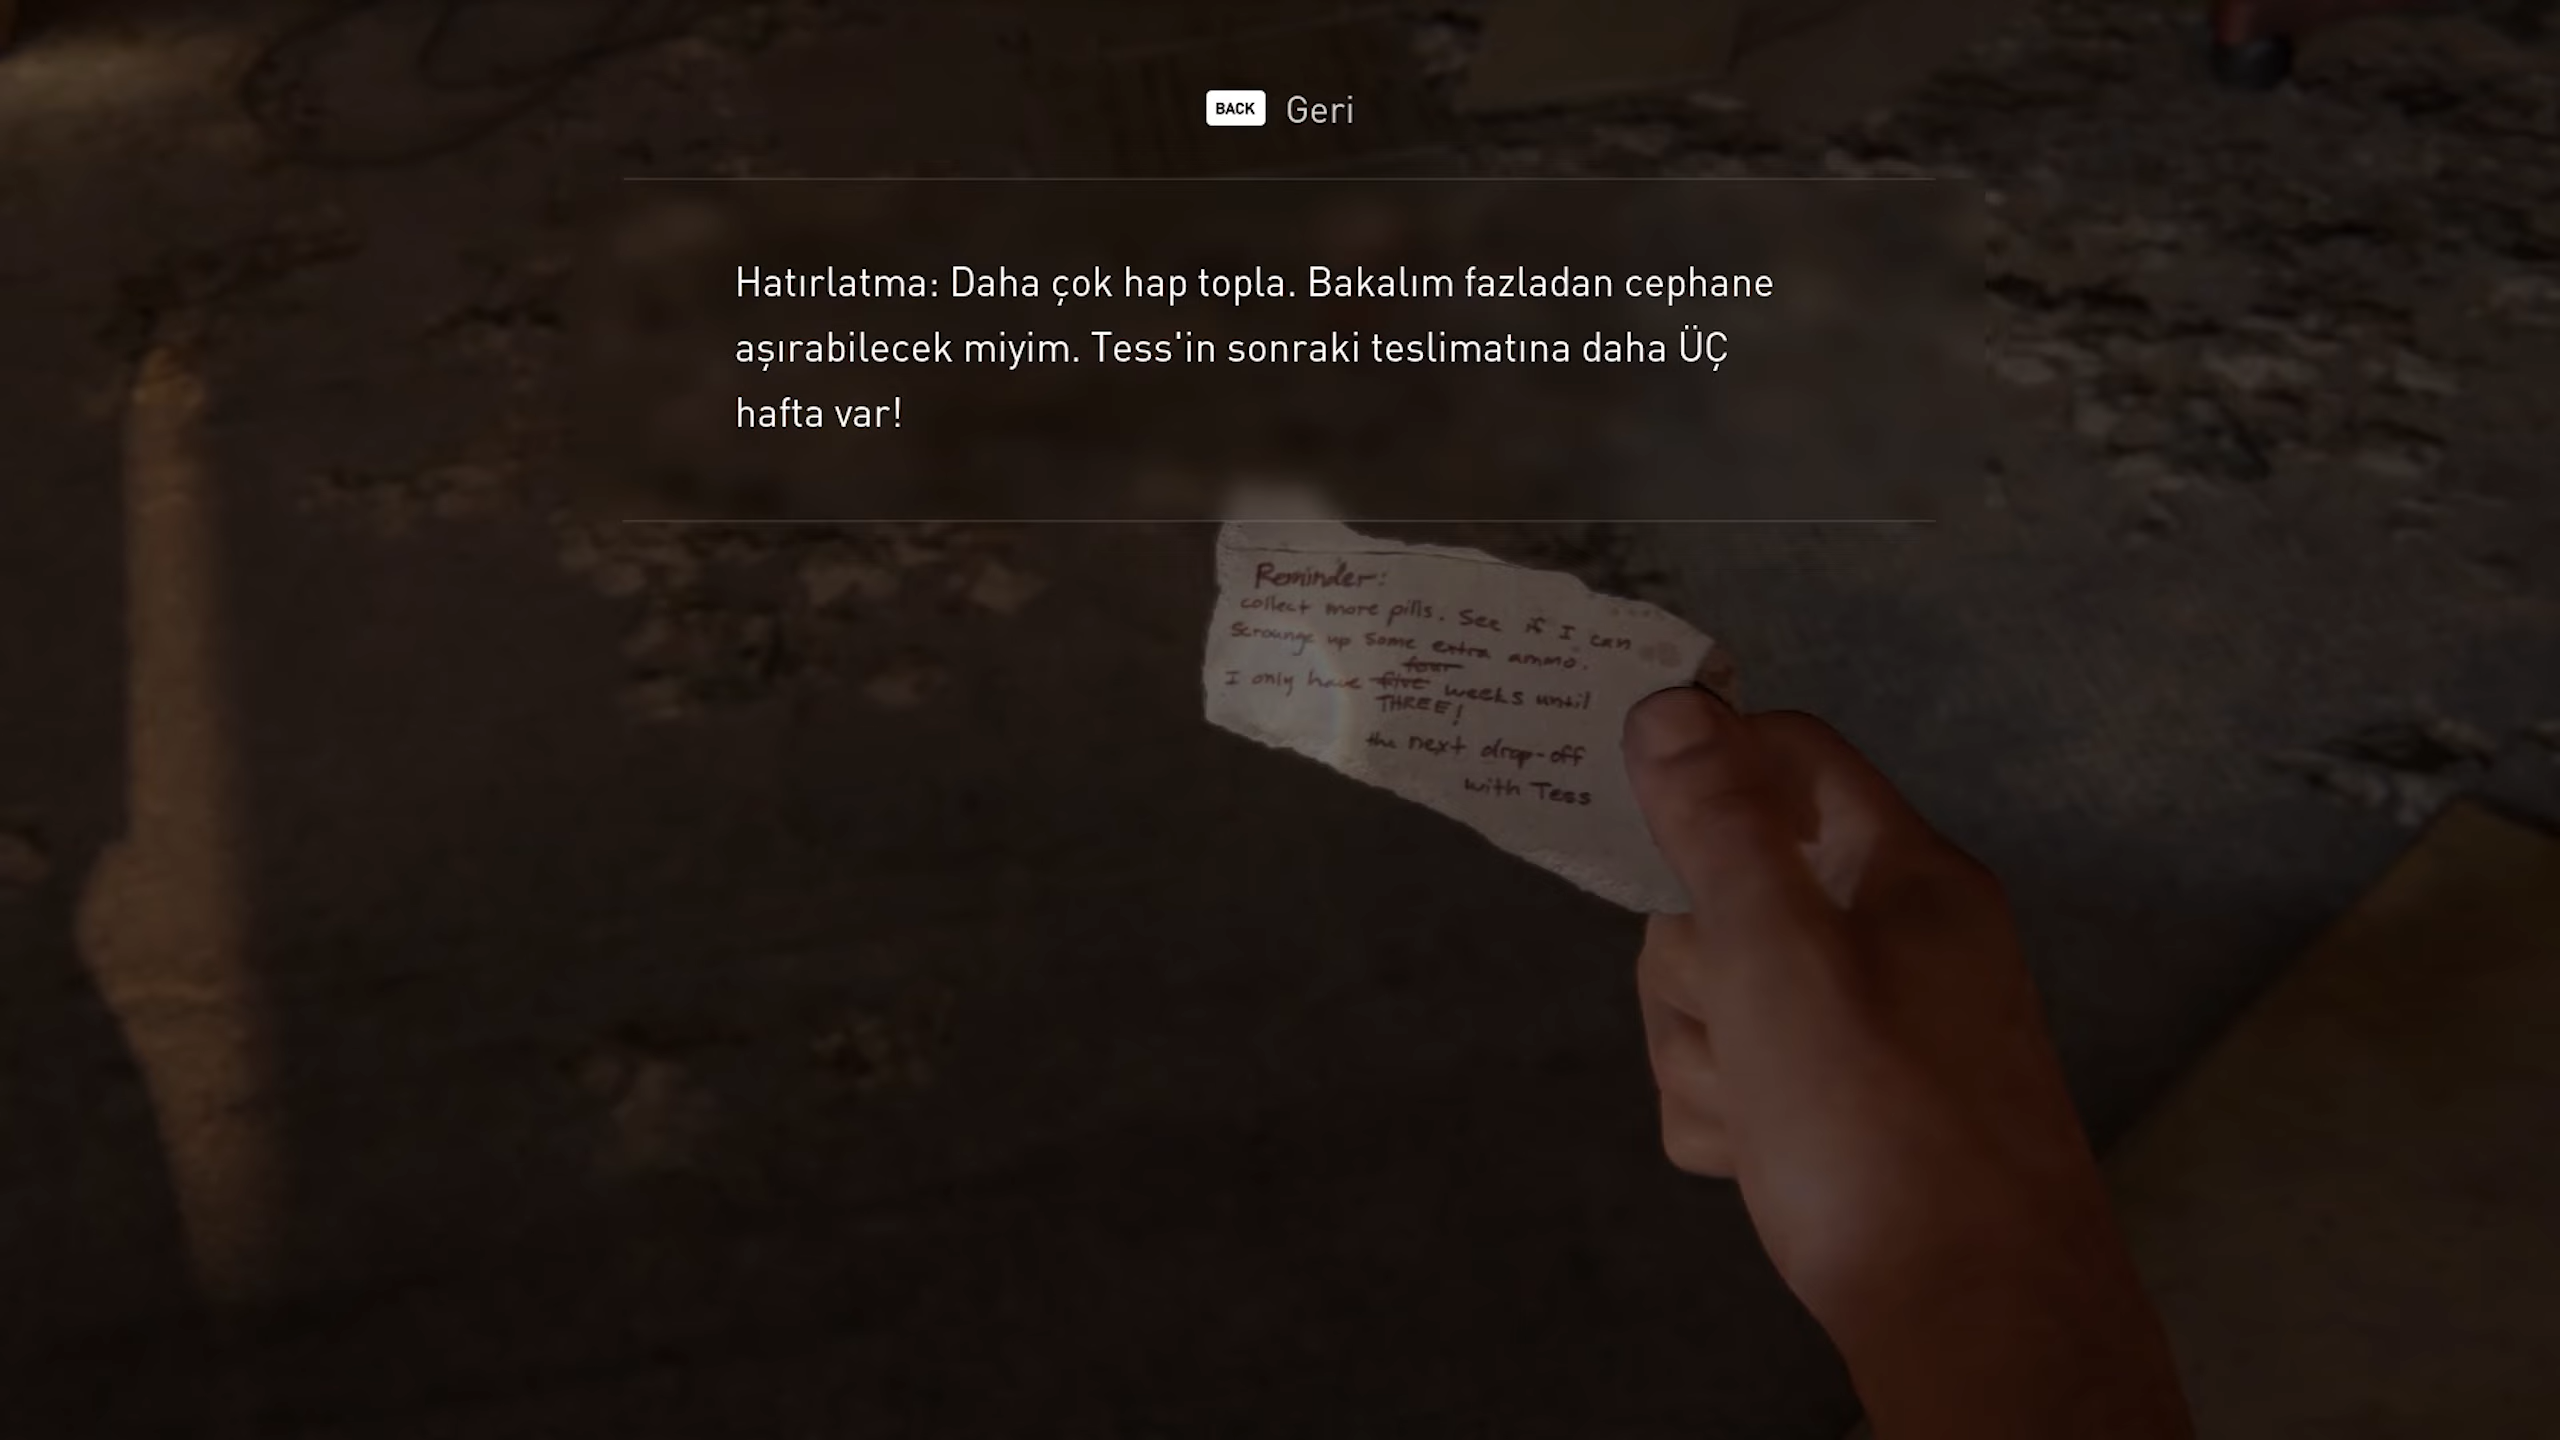 BACK Geri
Hatırlatma: Daha çok hap topla. Bakalım fazladan cephane
aşırabilecek miyim. Tess'in sonraki teslimatına daha ÜÇ
hafta var!
Reminder:
collect more pills. See if I can
scrounge up some extra ammo.
four
I only have five weeks until
THREE!
the next drop-off
with Tess